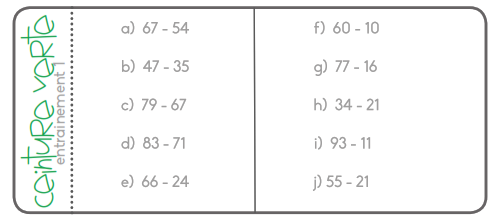 ceinture verte
entrainement 1
a) 67 - 54
b) 47 - 35
c) 79 - 67
d) 83 - 71
e) 66 - 24
f) 60 - 10
g) 77 - 16
h) 34 - 21
i) 93 - 11
j) 55 - 21